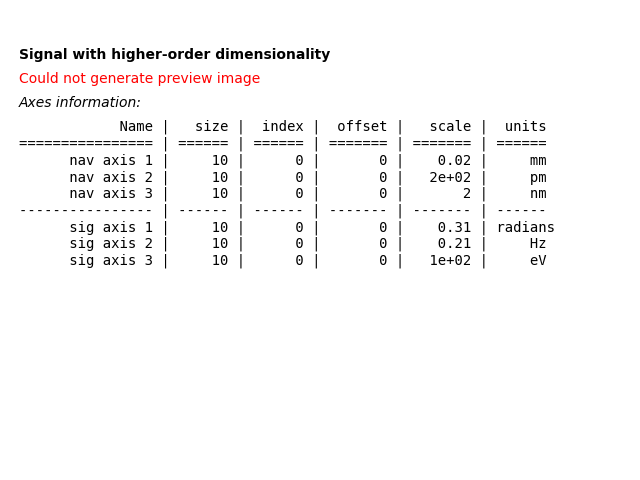 Signal with higher-order dimensionality
Could not generate preview image
Axes information:
            Name |   size |  index |  offset |   scale |  units
================ | ====== | ====== | ======= | ======= | ======
      nav axis 1 |     10 |      0 |       0 |    0.02 |     mm
      nav axis 2 |     10 |      0 |       0 |   2e+02 |     pm
      nav axis 3 |     10 |      0 |       0 |       2 |     nm
---------------- | ------ | ------ | ------- | ------- | ------
      sig axis 1 |     10 |      0 |       0 |    0.31 | radians
      sig axis 2 |     10 |      0 |       0 |    0.21 |     Hz
      sig axis 3 |     10 |      0 |       0 |   1e+02 |     eV